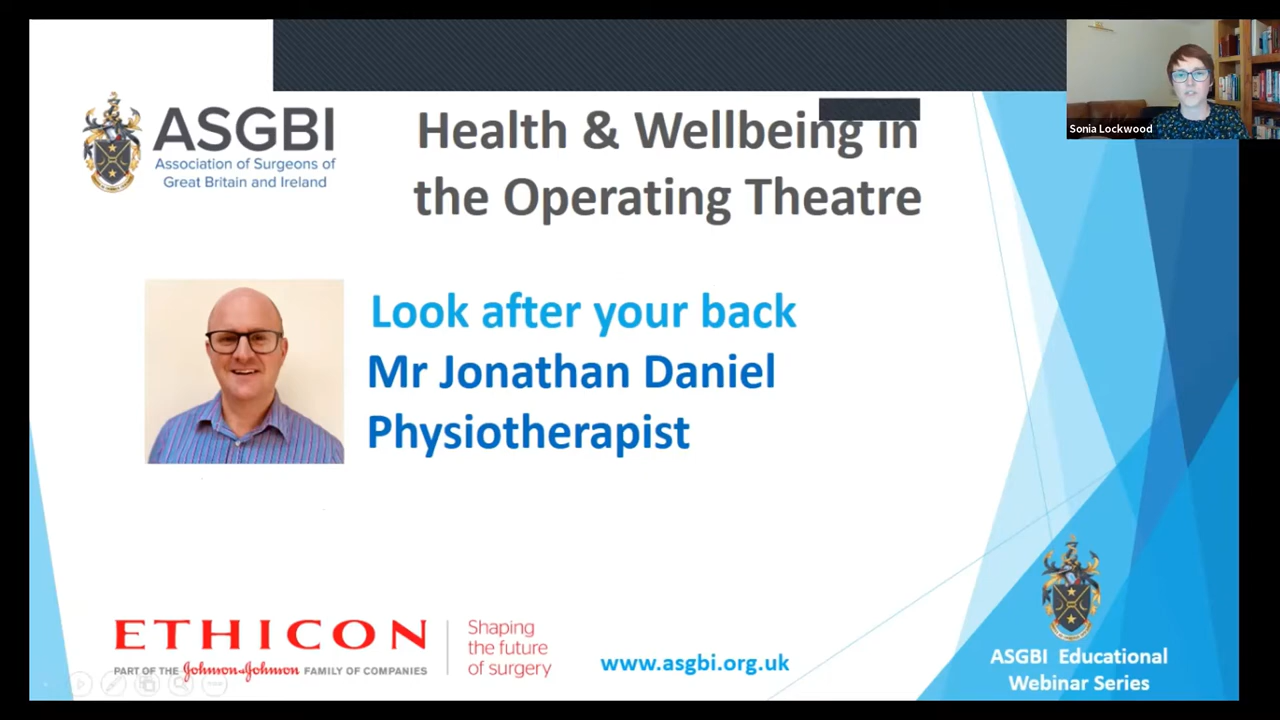 ASGBI
Association of Surgeons of
Great Britain and Ireland
Health & Wellbeing in
the Operating Theatre
Sonia Lockwood
Look after your back
Mr Jonathan Daniel
Physiotherapist
ETHICON
PART OF THE Johnson & Johnson FAMILY OF COMPANIES
Shaping
the future
of surgery
www.asgbi.org.uk
ASGBI Educational
Webinar Series